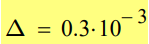 Δ = 0.3·10⁻³